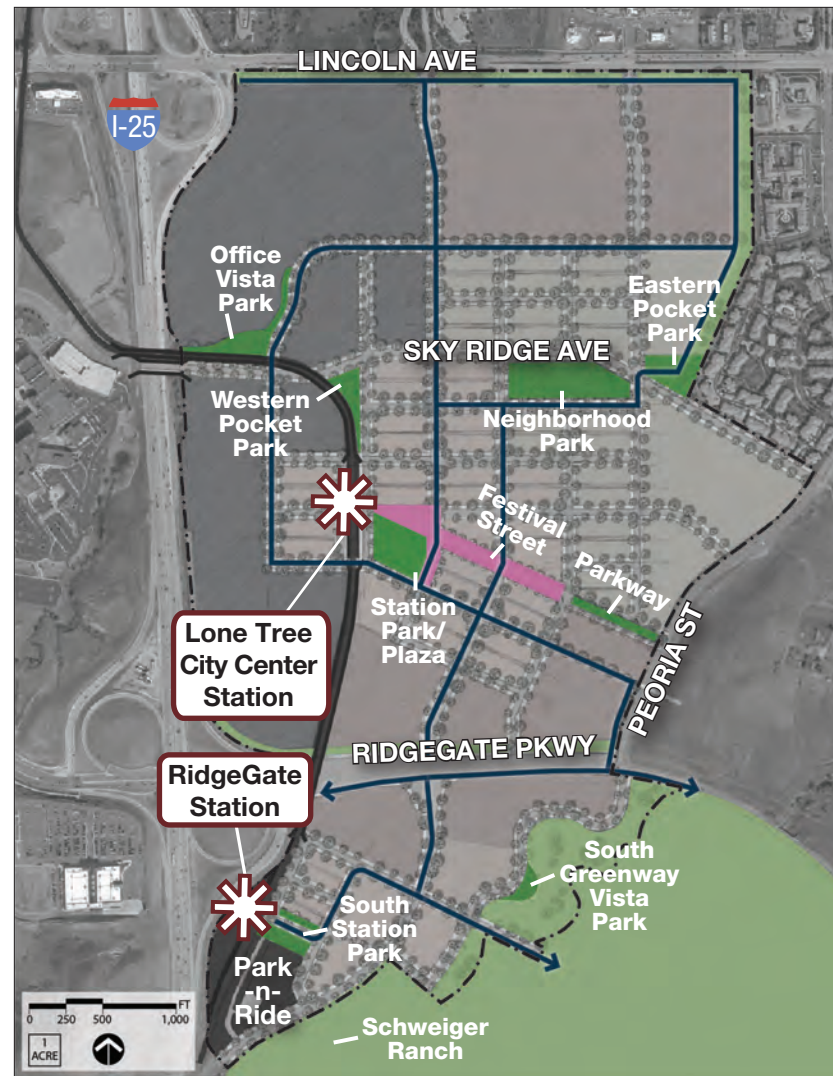 LINCOLN AVE
I-25
Office
Vista
Park
Eastern
Pocket
Park
SKY RIDGE AVE
Western
Pocket
Park
Neighborhood
Park
Festival
Street
Parkway
Station
Park/
Plaza
Lone Tree
City Center
Station
PEORIA ST
RIDGEGATE PKWY
RidgeGate
Station
South
Greenway
Vista
Park
South
Station
Park
Park
-n-
Ride
Schweiger
Ranch
FT
0 250 500 1,000
1
ACRE